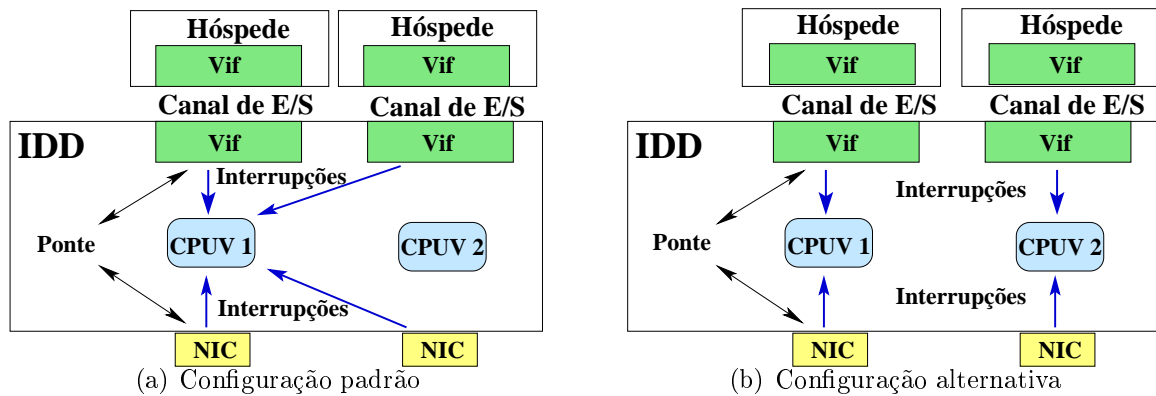 Hóspede
Vif
Canal de E/S
Vif
Hóspede
Vif
Canal de E/S
Vif
IDD
Interrupções
Ponte
CPUV 1
CPUV 2
Interrupções
NIC
NIC
(a) Configuração padrão
Hóspede
Vif
Canal de E/S
Vif
Hóspede
Vif
Canal de E/S
Vif
IDD
Interrupções
Ponte
CPUV 1
CPUV 2
Interrupções
NIC
NIC
(b) Configuração alternativa